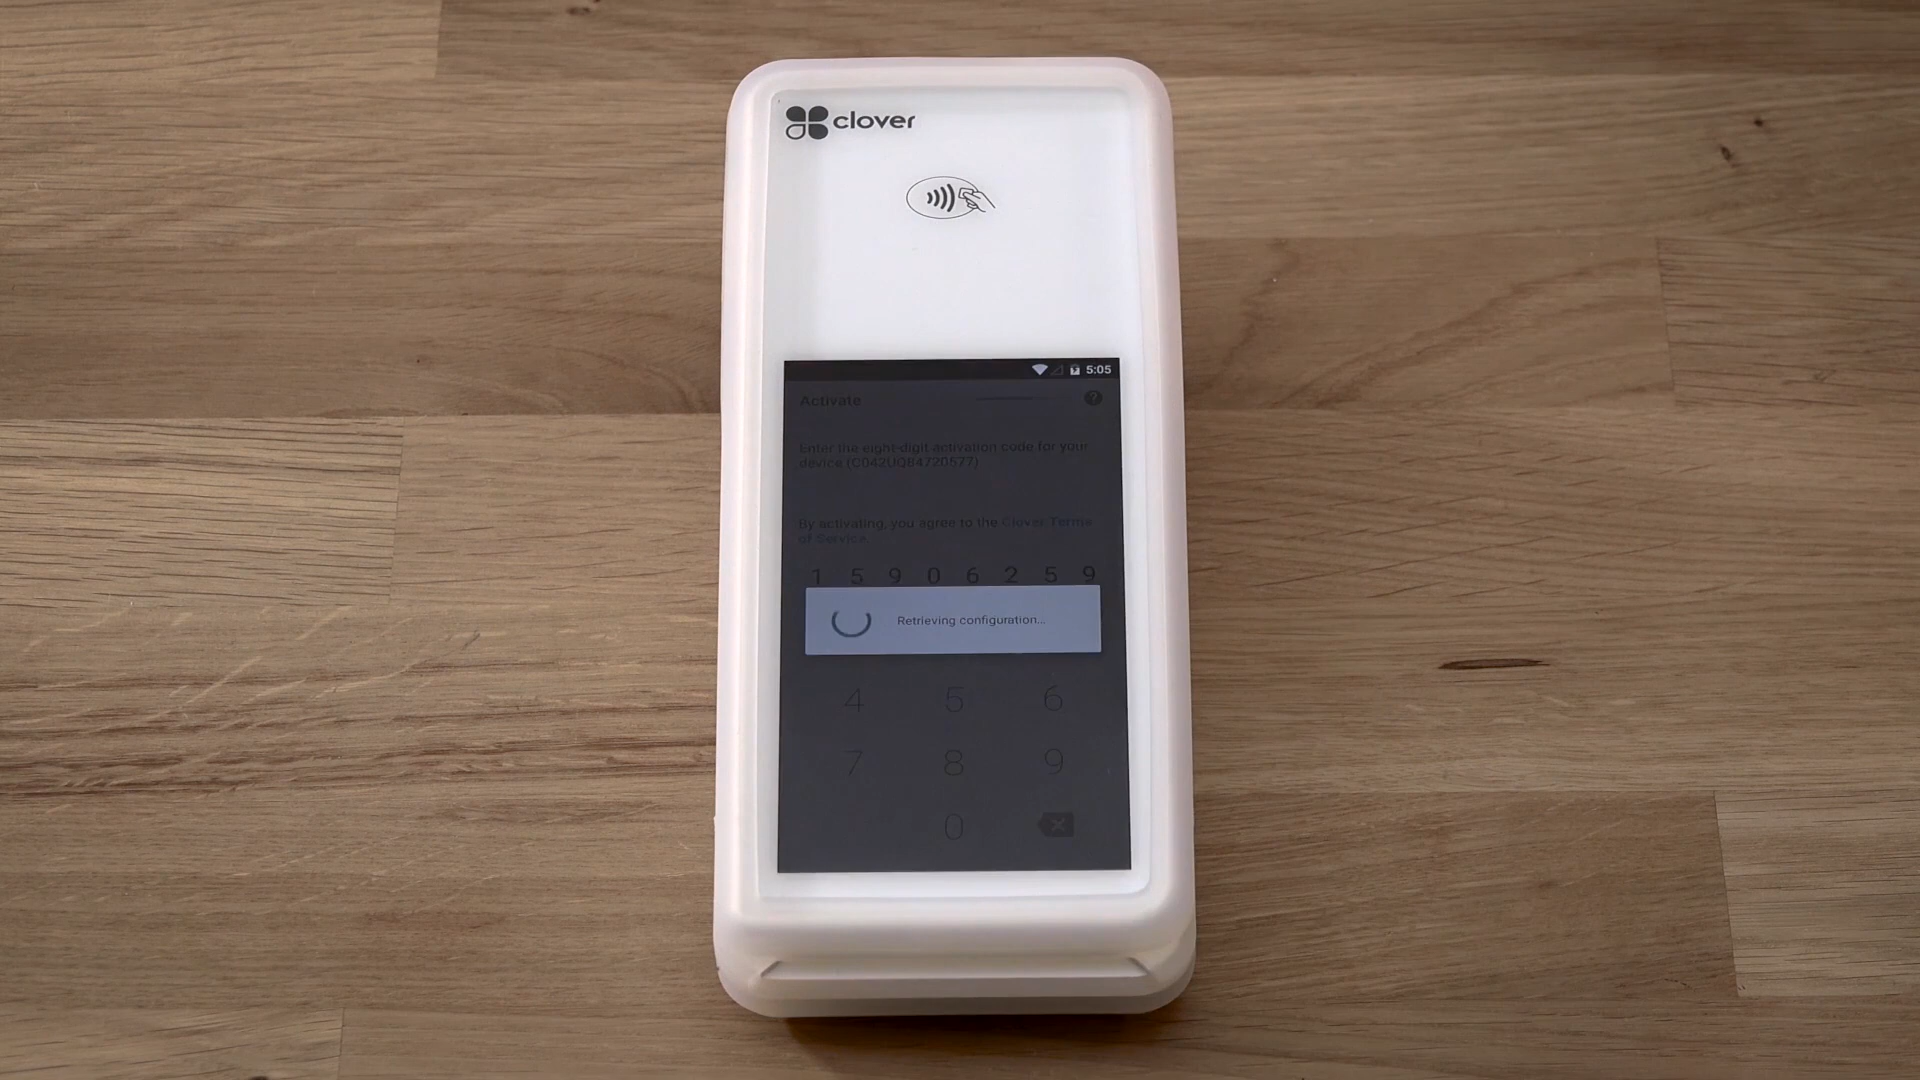 clover
5:05
Activate
?
Enter the eight-digit activation code for your
device (C042UQ84720577)
By activating, you agree to the Clover Terms
of Service.
1 5 9 0 6 2 5 9
Retrieving configuration...
4 5 6
7 8 9
0